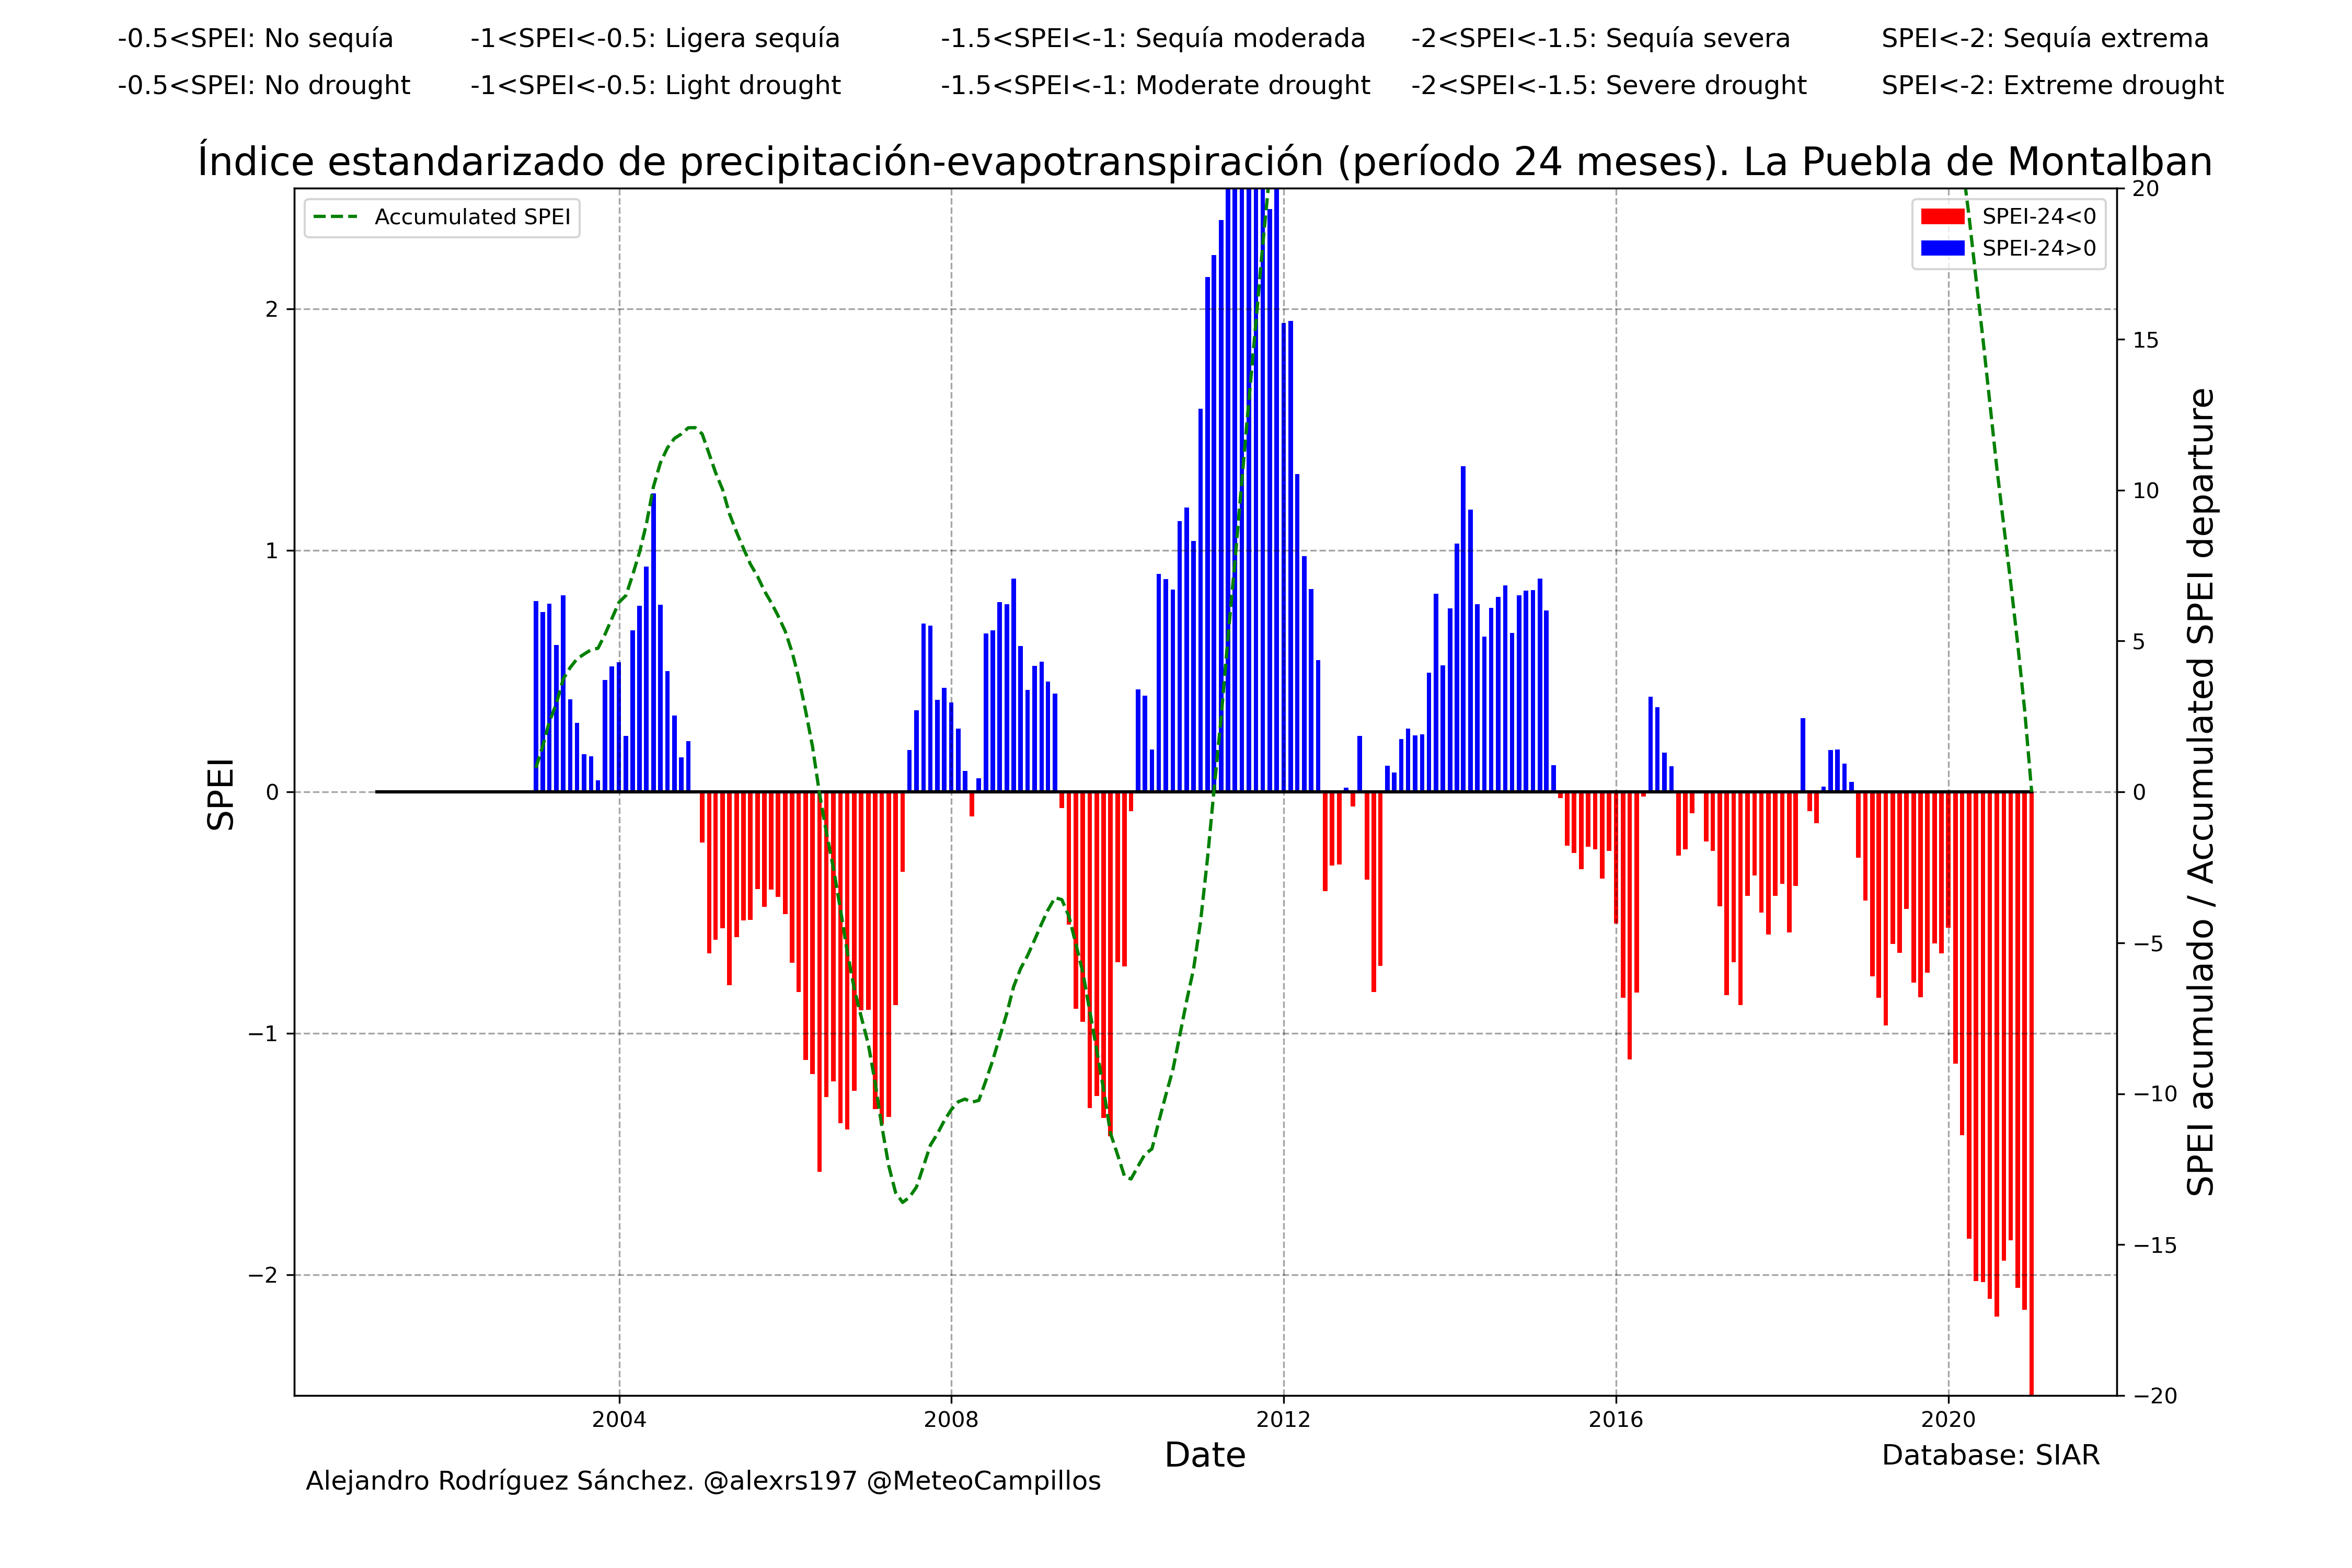 -0.5<SPEI: No sequía -1<SPEI<-0.5: Ligera sequía -1.5<SPEI<-1: Sequía moderada -2<SPEI<-1.5: Sequía severa SPEI<-2: Sequía extrema
-0.5<SPEI: No drought -1<SPEI<-0.5: Light drought -1.5<SPEI<-1: Moderate drought -2<SPEI<-1.5: Severe drought SPEI<-2: Extreme drought
Índice estandarizado de precipitación-evapotranspiración (período 24 meses). La Puebla de Montalban
Accumulated SPEI
SPEI-24<0
SPEI-24>0
SPEI
2
1
0
−1
−2
20
15
10
5
0
−5
−10
−15
−20
SPEI acumulado / Accumulated SPEI departure
2004 2008 2012 2016 2020
Date
Database: SIAR
Alejandro Rodríguez Sánchez. @alexrs197 @MeteoCampillos